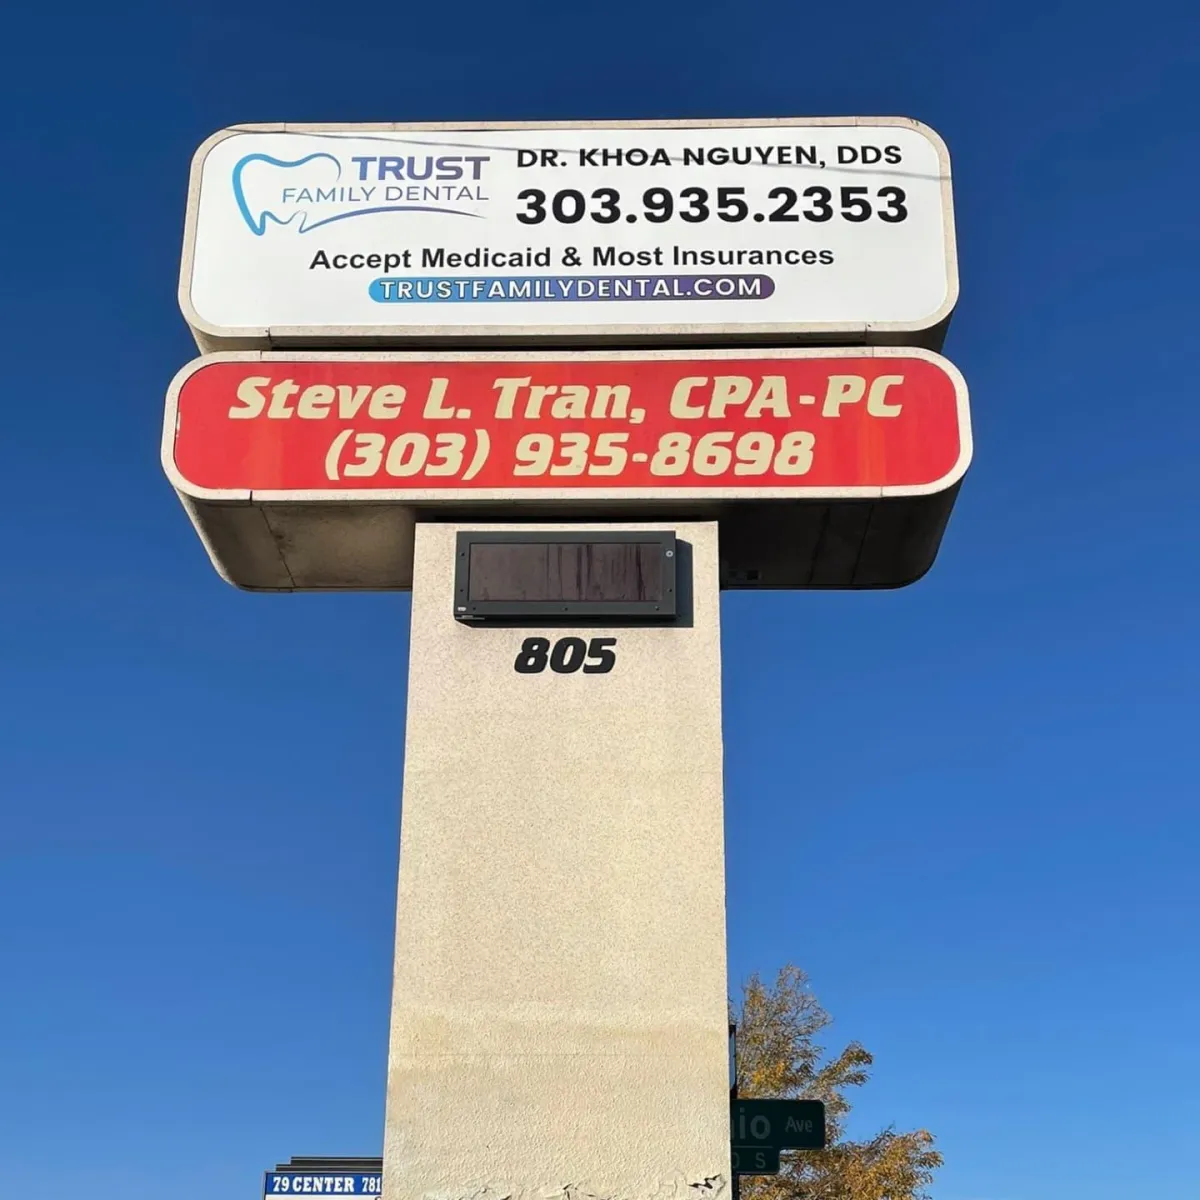 TRUST
FAMILY DENTAL
DR. KHOA NGUYEN, DDS
303.935.2353
Accept Medicaid & Most Insurances
TRUSTFAMILYDENTAL.COM
Steve L. Tran, CPA-PC
(303) 935-8698
805
Ave
S
79 CENTER 781